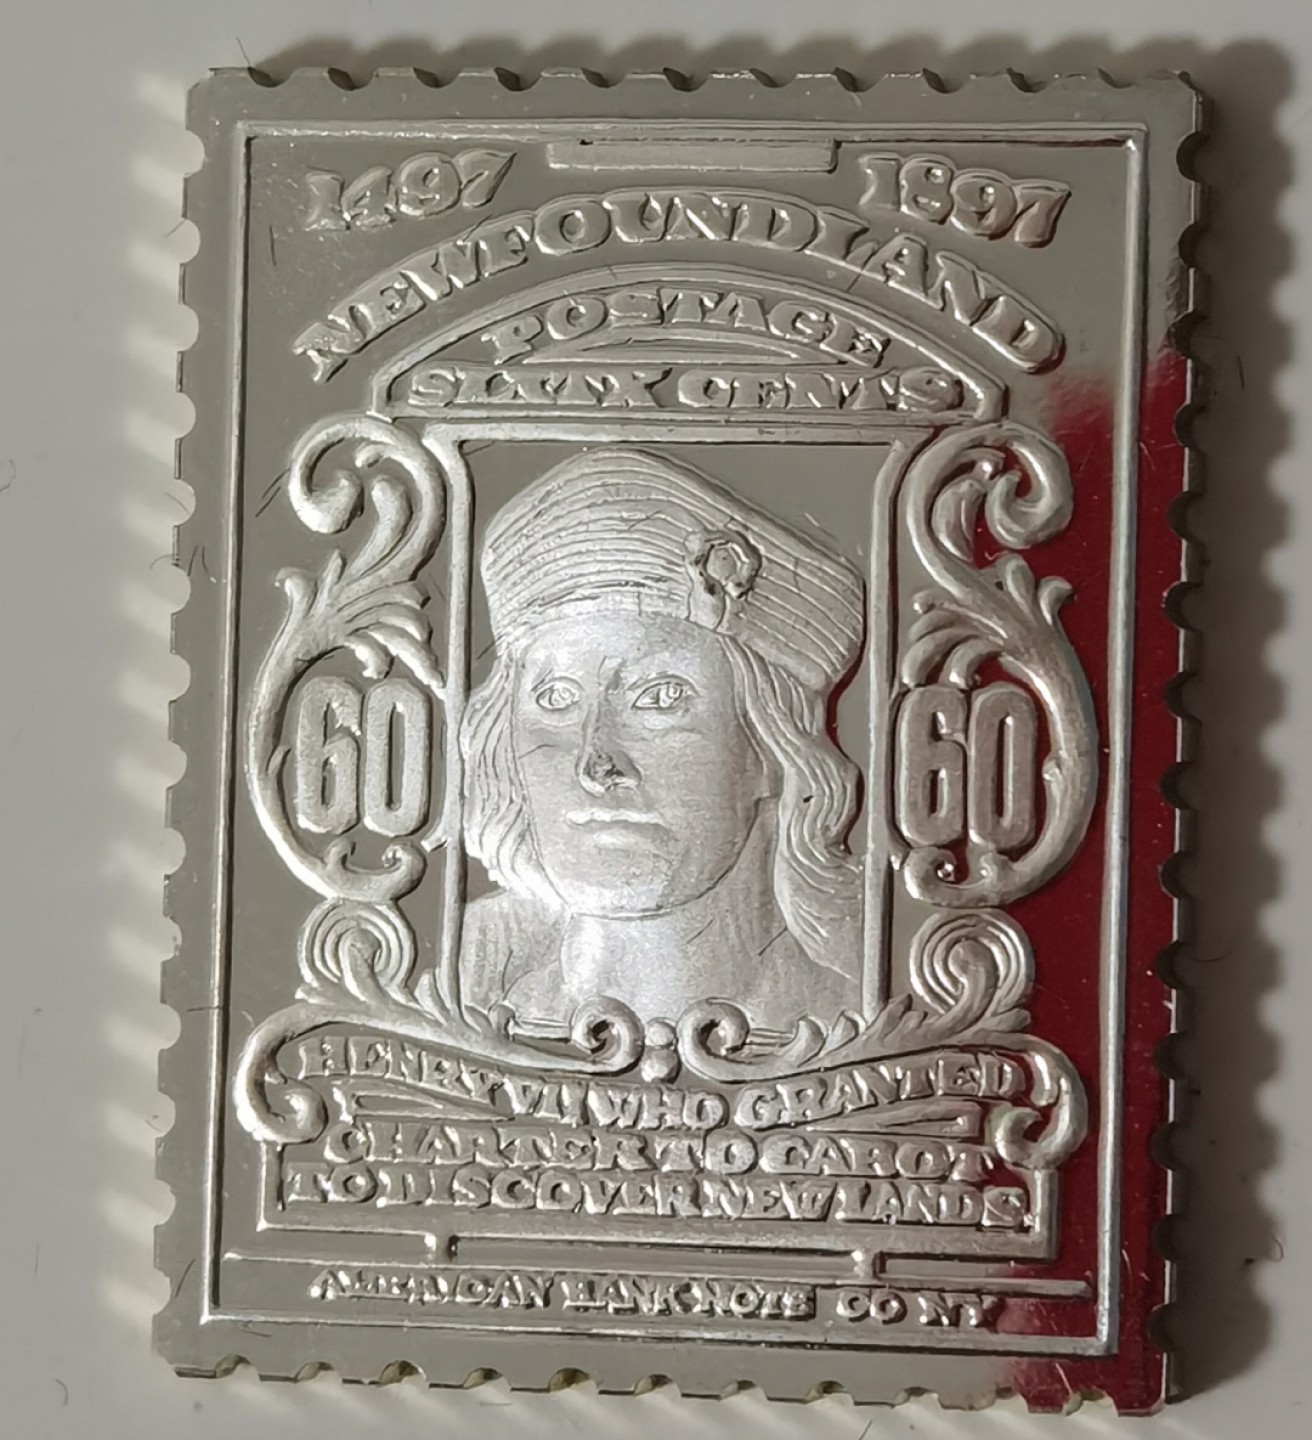 1497 1897
NEWFOUNDLAND
POSTAGE
SIXTY CENTS
60 60
HENRY VII WHO GRANTED
CHARTER TO CABOT
TO DISCOVER NEW LANDS.
AMERICAN BANK NOTE CO NY